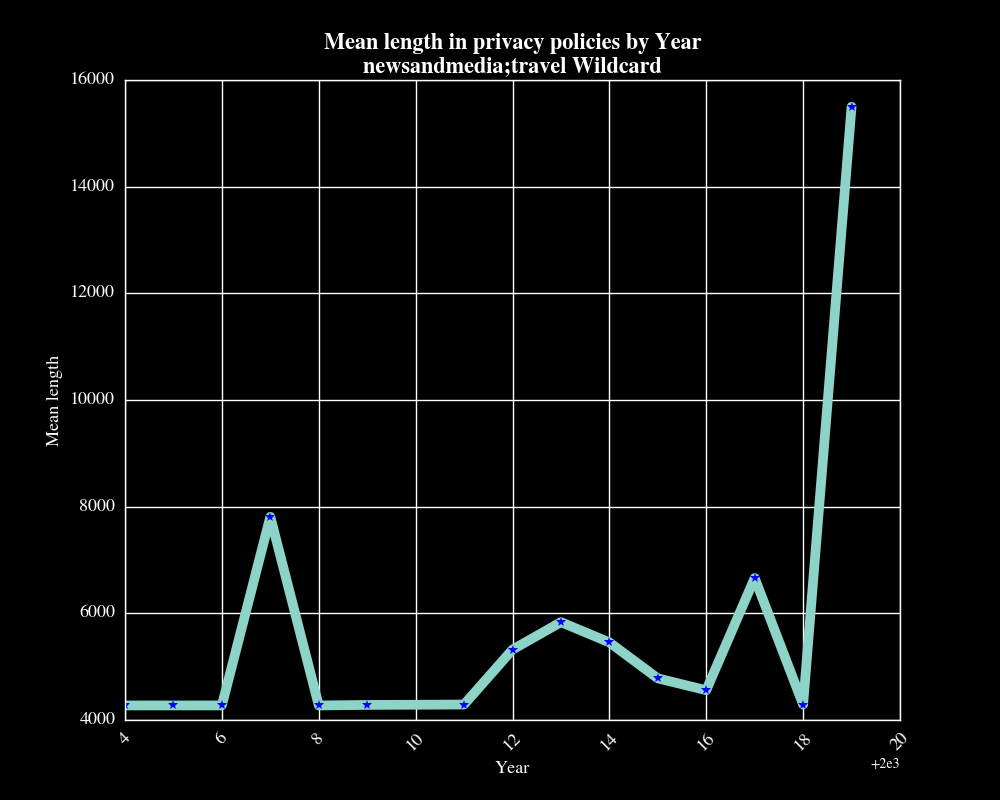 Mean length in privacy policies by Year
newsandmedia;travel Wildcard
16000
14000
12000
10000
8000
6000
4000
Mean length
4 6 8 10 12 14 16 18 20
Year
+2e3